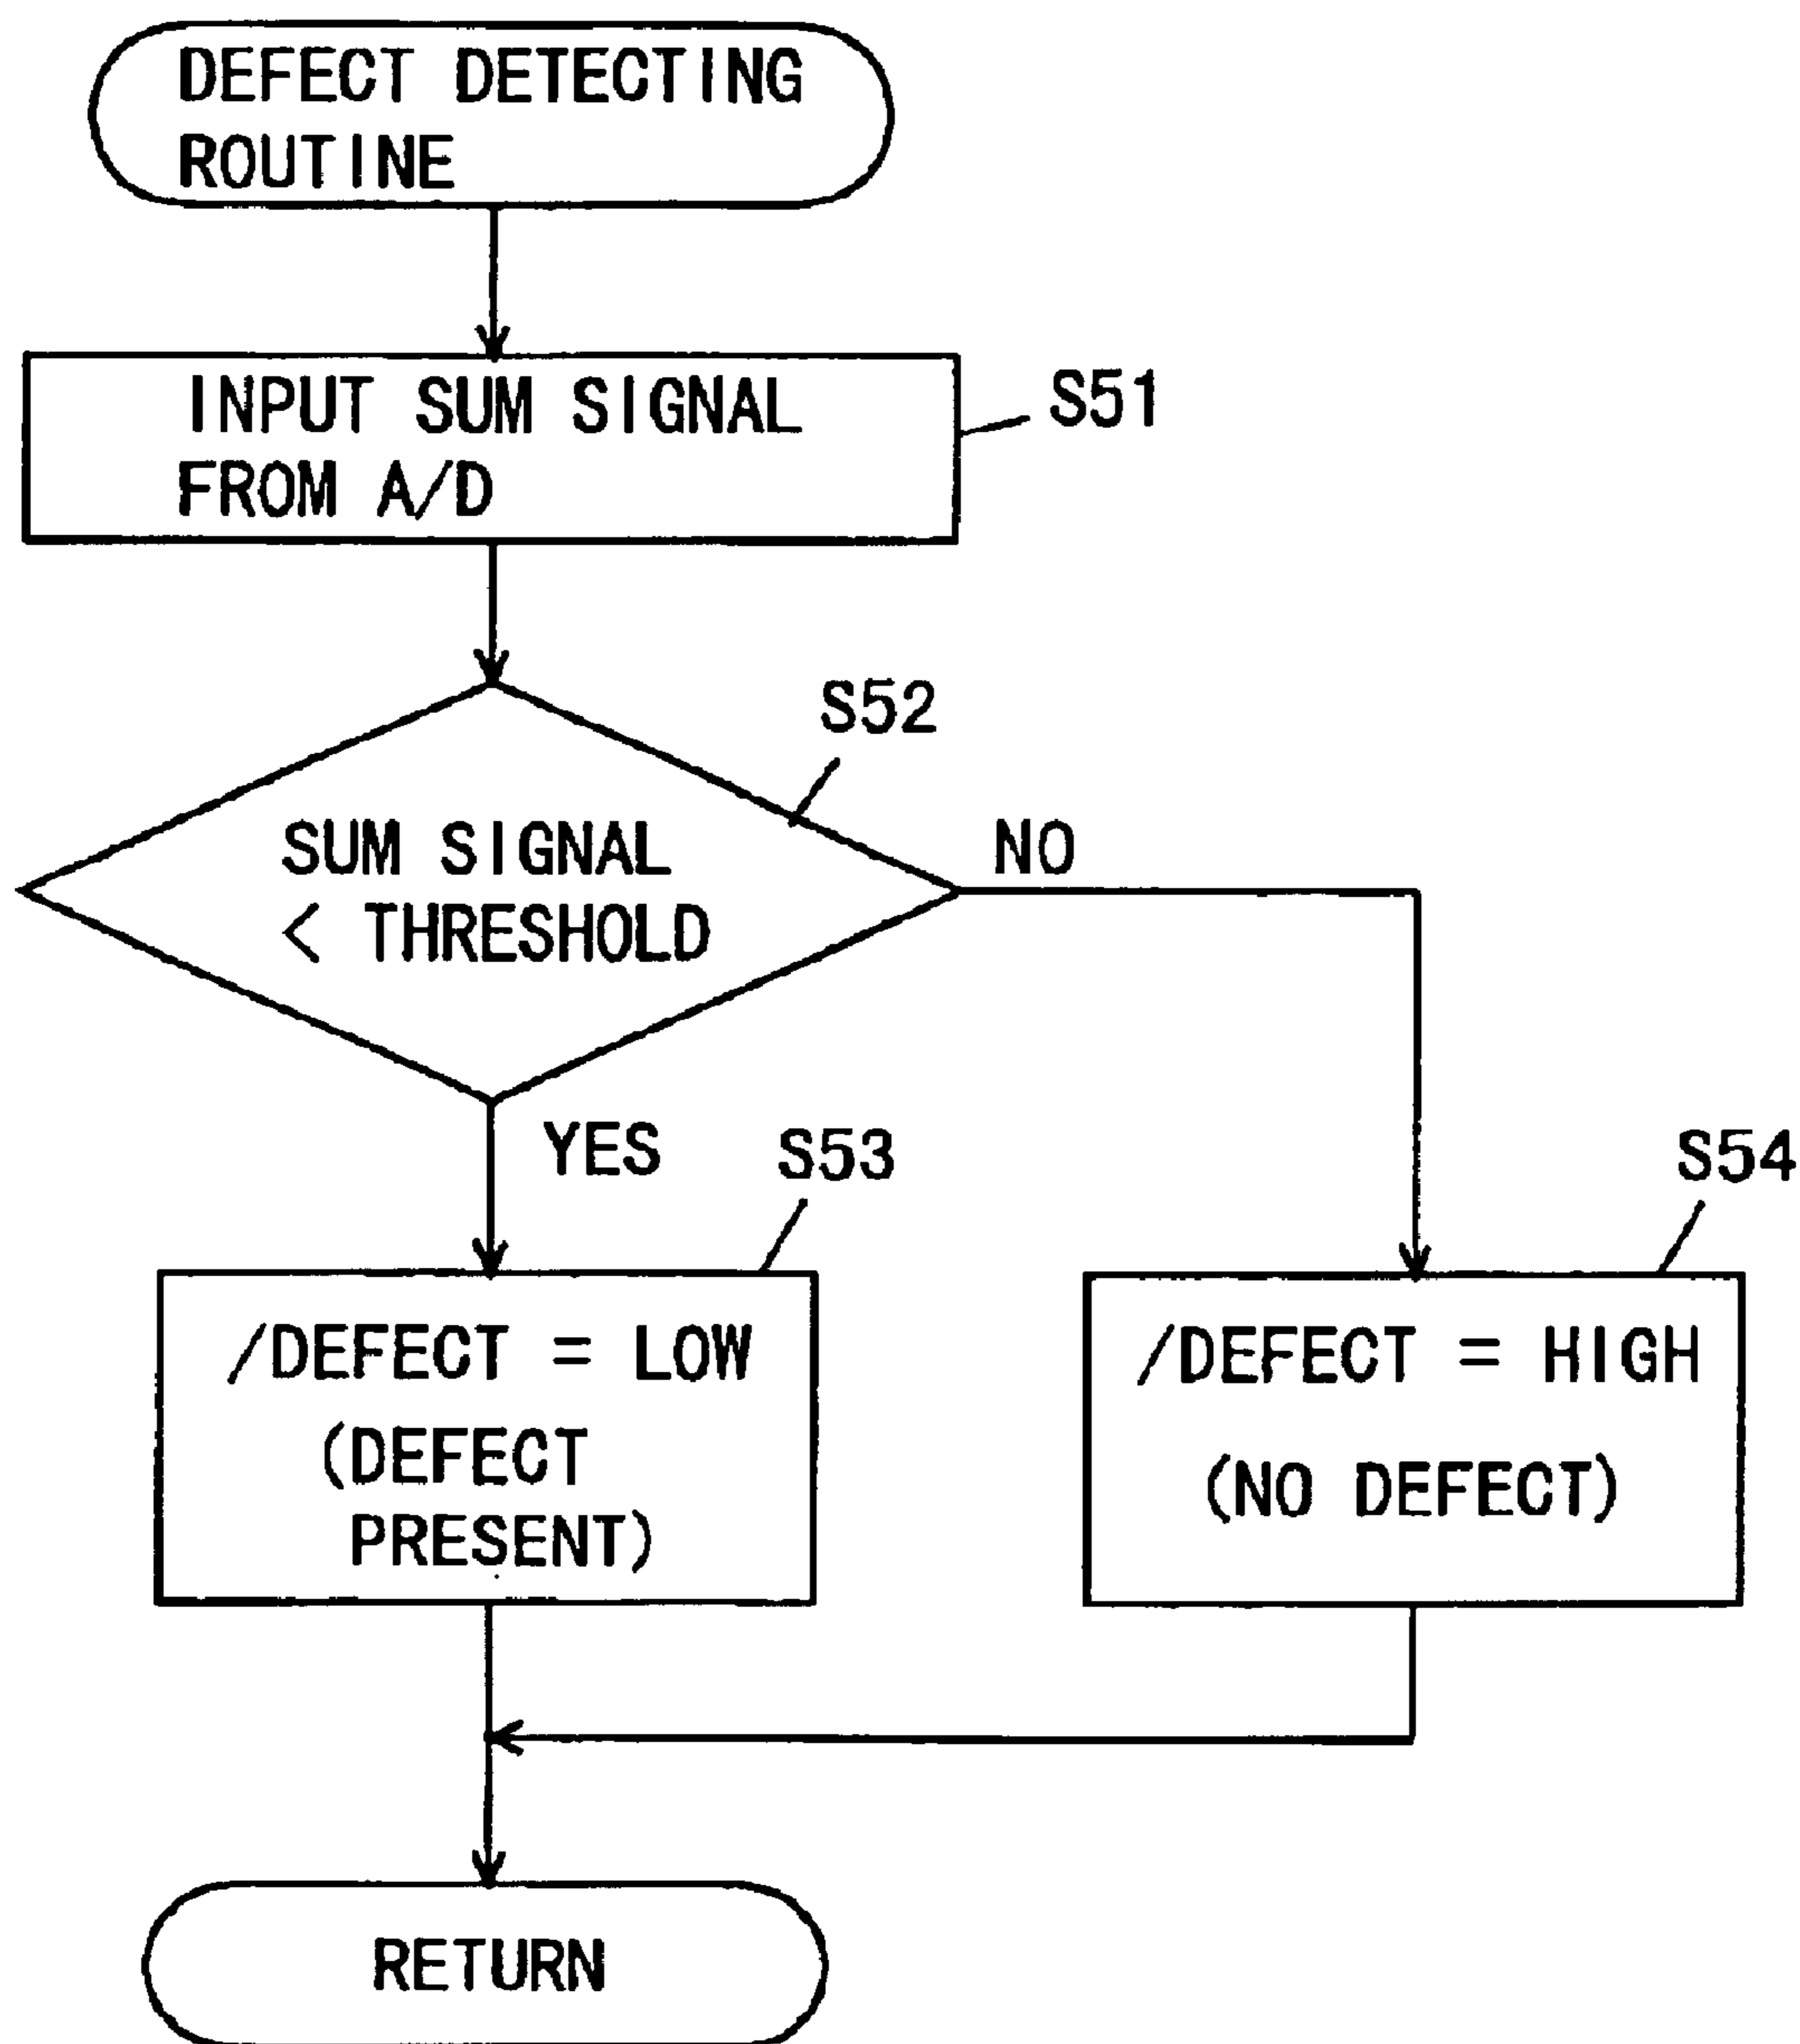 DEFECT DETECTING
ROUTINE
INPUT SUM SIGNAL
FROM A/D
S51
S52
SUM SIGNAL
< THRESHOLD
NO
YES
S53
S54
/DEFECT = LOW
(DEFECT
PRESENT)
/DEFECT = HIGH
(NO DEFECT)
RETURN